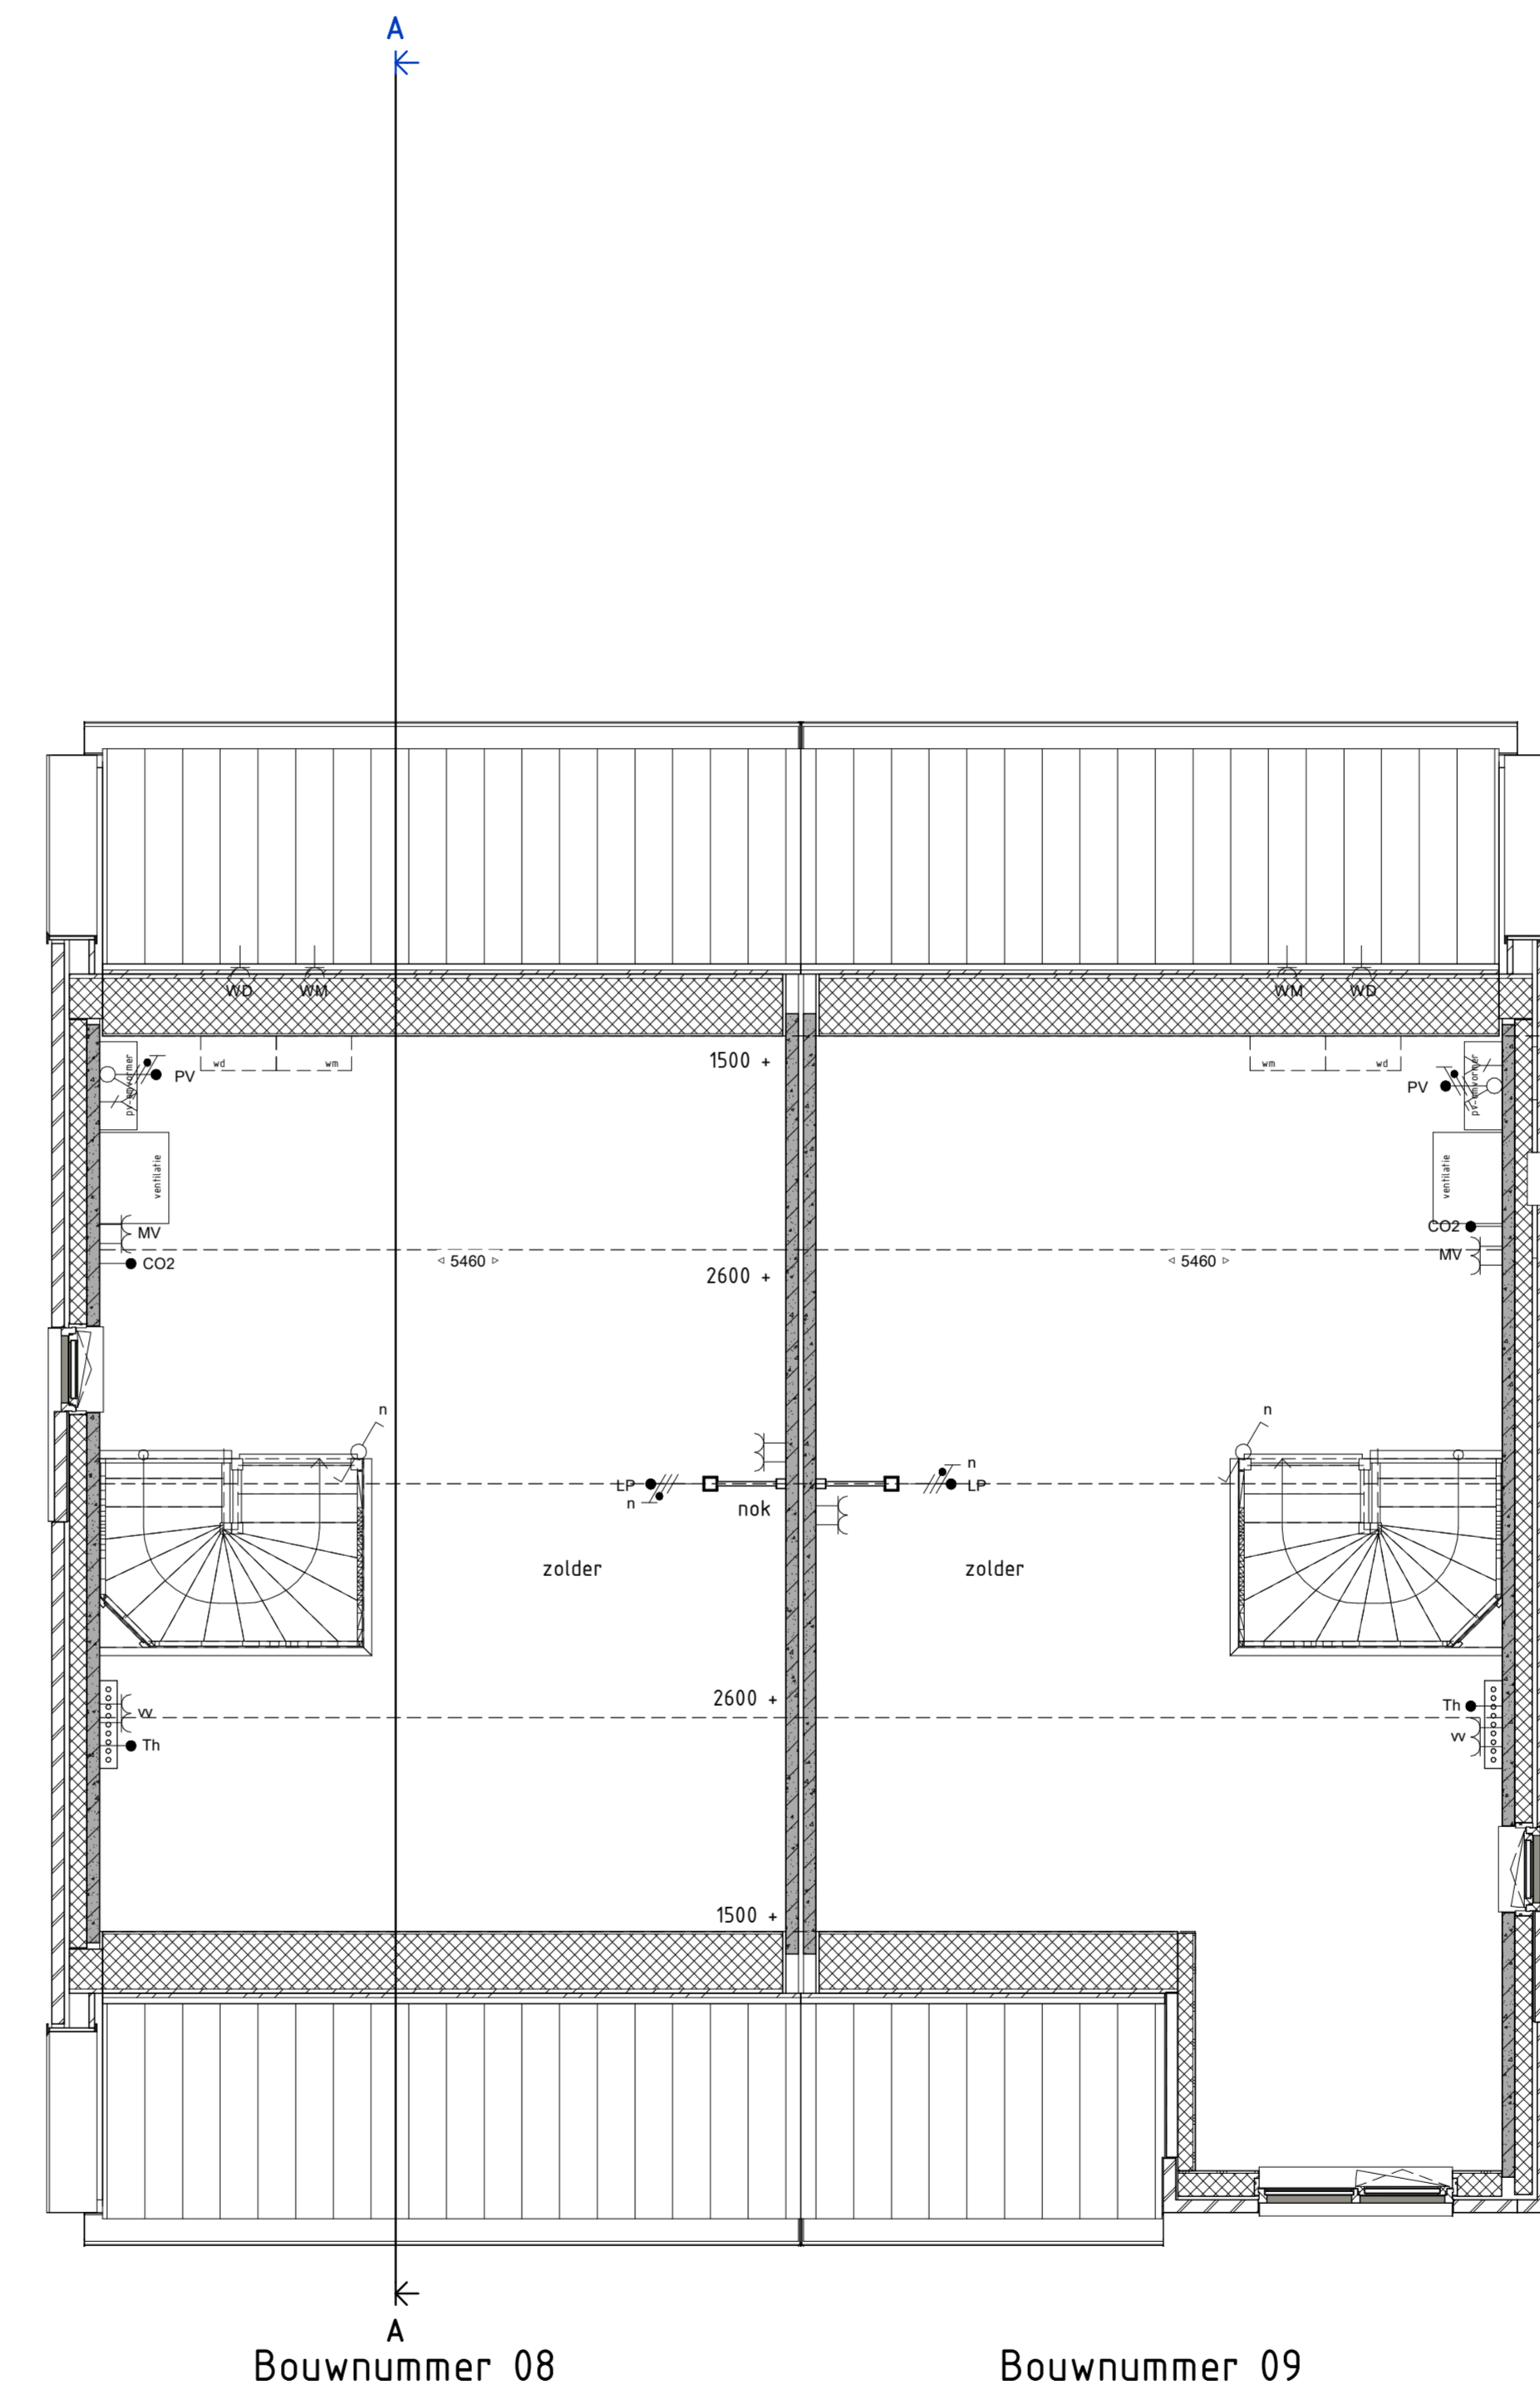 A
WD WM WM WD
wd wm wm wd
1500 +
pv-omvormer PV PV pv-omvormer
ventilatie ventilatie
MV CO2
CO2 MV
5460 5460
2600 +
n n
LP n n LP
nok
zolder zolder
2600 +
vv Th
Th vv
1500 +
A
Bouwnummer 08 Bouwnummer 09